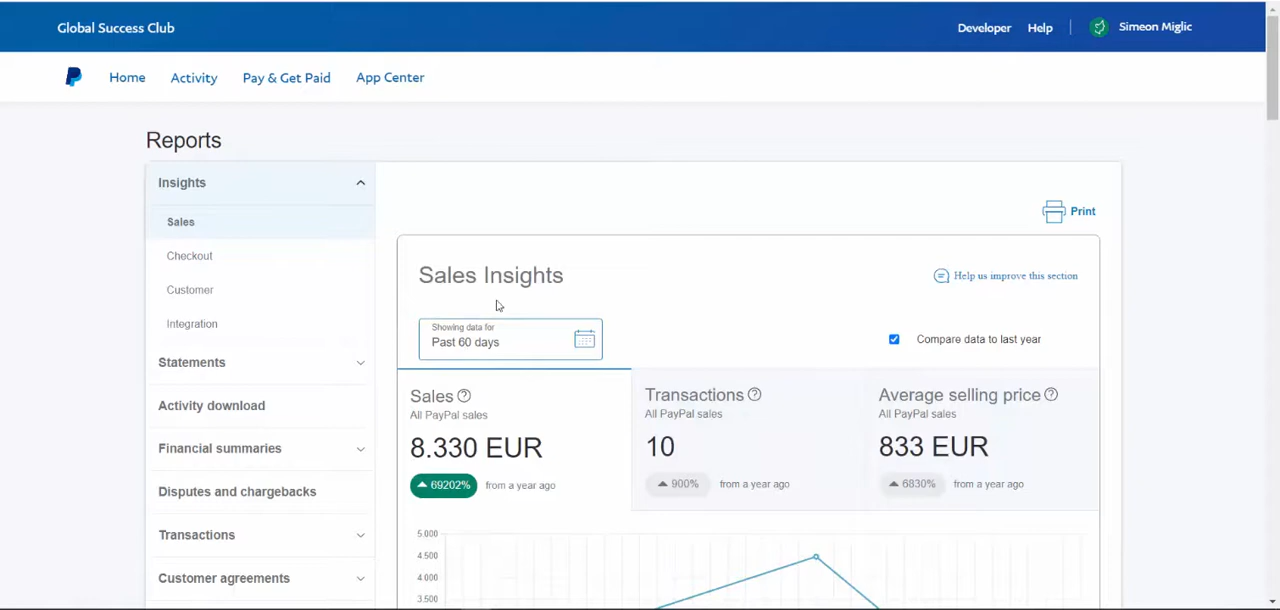 Global Success Club
Developer Help Simeon Miglic
Home Activity Pay & Get Paid App Center
Reports
Insights
Sales
Checkout
Customer
Integration
Statements
Activity download
Financial summaries
Disputes and chargebacks
Transactions
Customer agreements
Print
Sales Insights
Help us improve this section
Showing data for
Past 60 days
Compare data to last year
Sales
All PayPal sales
8.330 EUR
69202% from a year ago
Transactions
All PayPal sales
10
900% from a year ago
Average selling price
All PayPal sales
833 EUR
6830% from a year ago
5.000
4.500
4.000
3.500